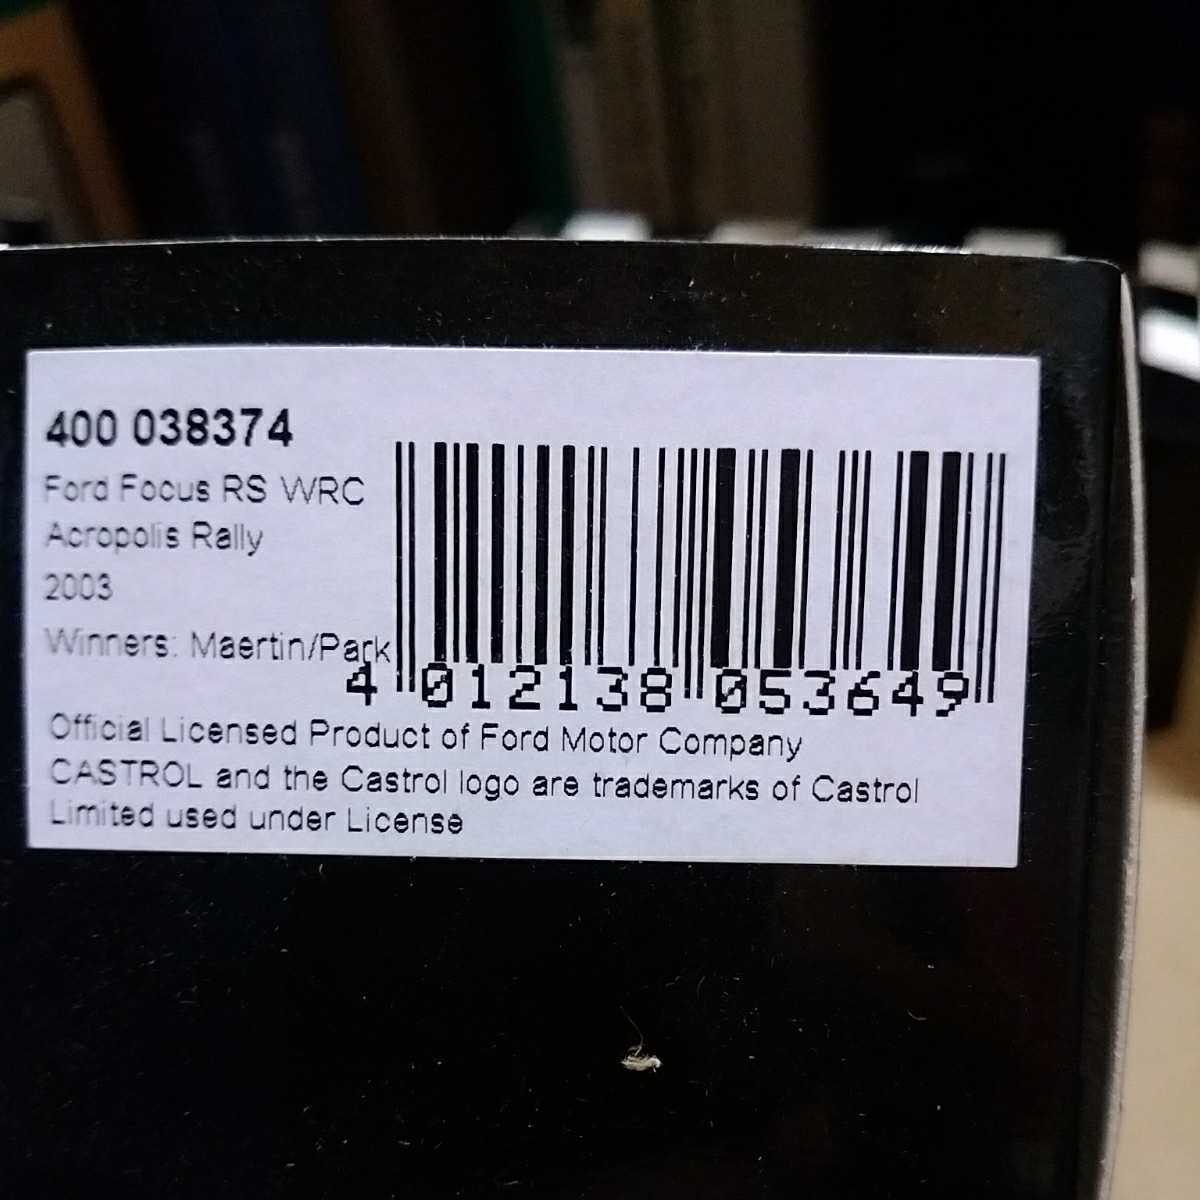 400 038374
Ford Focus RS WRC
Acropolis Rally
2003
Winners: Maertin/Park
4 012138 053649
Official Licensed Product of Ford Motor Company
CASTROL and the Castrol logo are trademarks of Castrol
Limited used under License